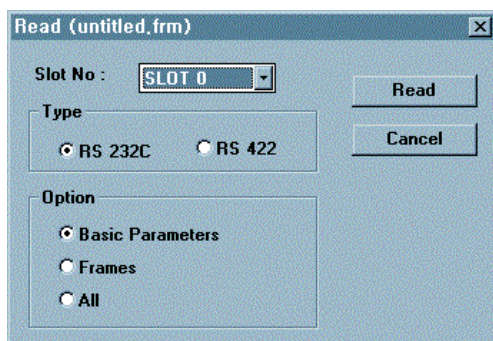 Read (untitled.frm)
Slot No : SLOT 0
Read
Type
Cancel
RS 232C RS 422
Option
Basic Parameters
Frames
All